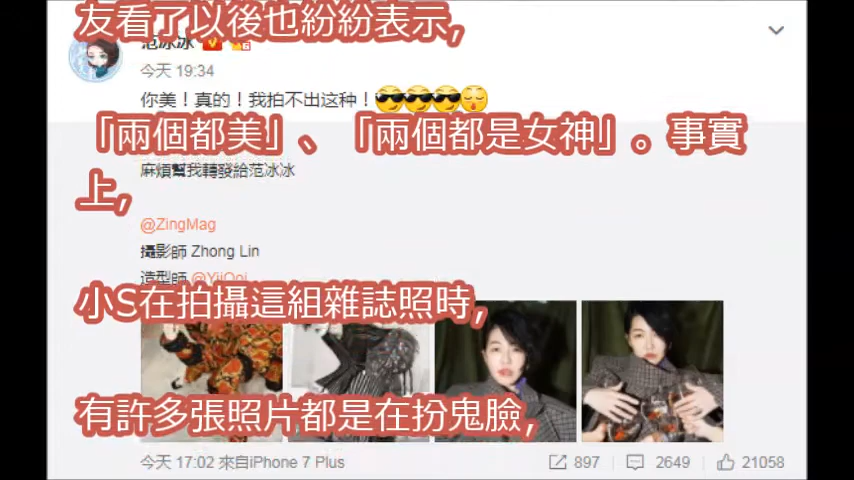 友看了以後也紛紛表示,
范冰冰
今天 19:34
你美！真的！我拍不出这种！
「兩個都美」、「兩個都是女神」。事實
麻煩幫我轉發給范冰冰
上,
@ZingMag
攝影師 Zhong Lin
造型師 @YiiOoi
小S在拍攝這組雜誌照時,
有許多張照片都是在扮鬼臉,
今天 17:02 來自iPhone 7 Plus
897 2649 21058